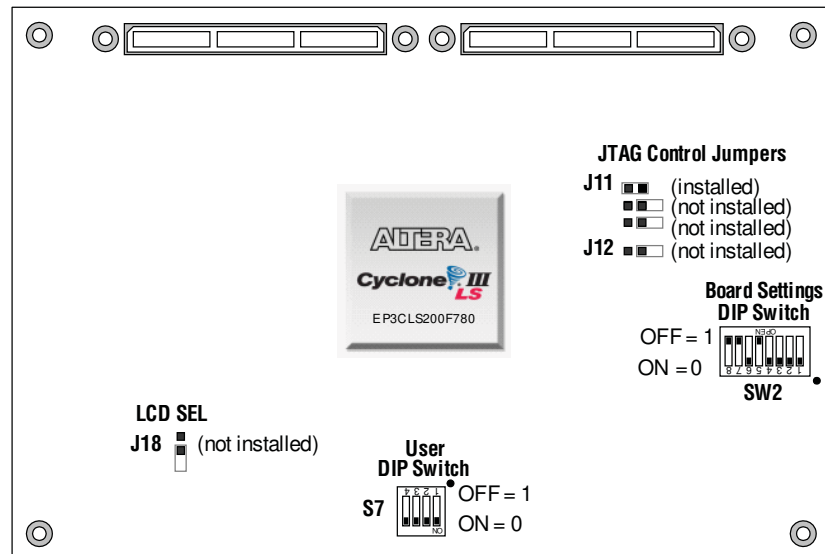 JTAG Control Jumpers
J11 (installed)
(not installed)
(not installed)
J12 (not installed)
ALTERA.
Cyclone III
LS
EP3CLS200F780
Board Settings
DIP Switch
OFF = 1
ON = 0
OPEN
8 7 6 5 4 3 2 1
SW2
LCD SEL
J18 (not installed)
User
DIP Switch
S7
4 3 2 1
OFF = 1
ON = 0
ON